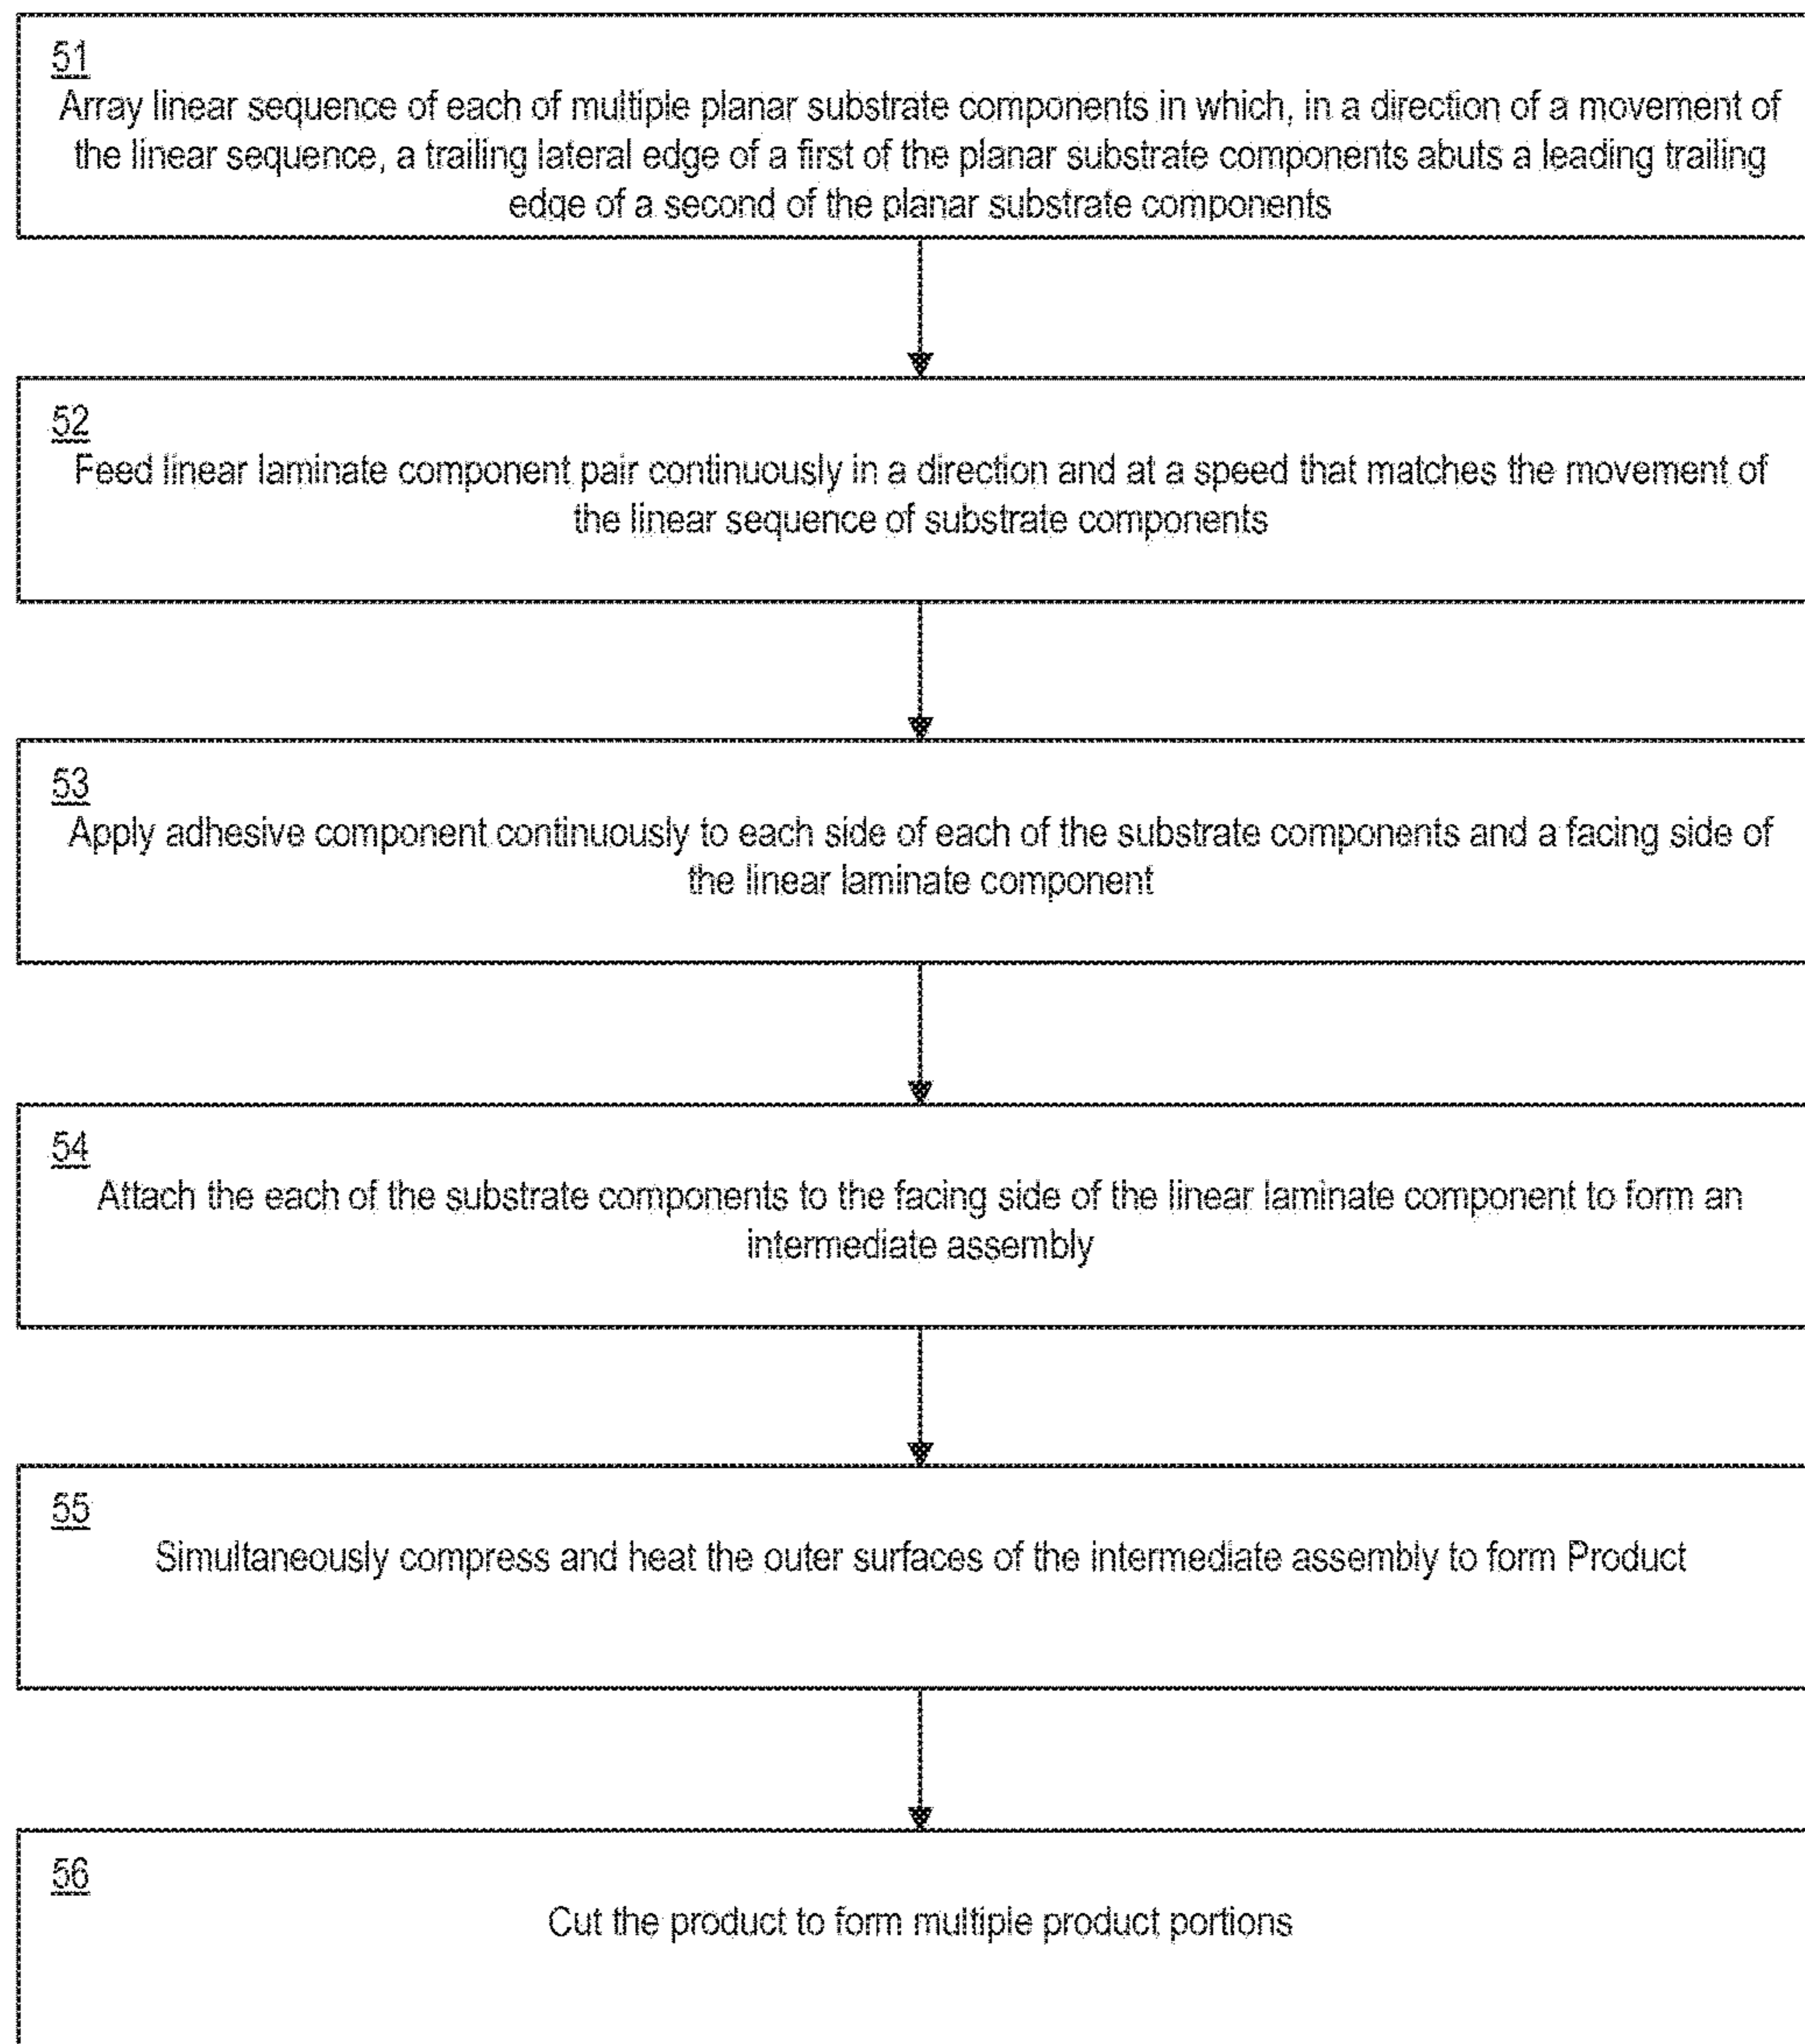 51
Array linear sequence of each of multiple planar substrate components in which, in a direction of a movement of
the linear sequence, a trailing lateral edge of a first of the planar substrate components abuts a leading trailing
edge of a second of the planar substrate components
52
Feed linear laminate component pair continuously in a direction and at a speed that matches the movement of
the linear sequence of substrate components
53
Apply adhesive component continuously to each side of each of the substrate components and a facing side of
the linear laminate component
54
Attach the each of the substrate components to the facing side of the linear laminate component to form an
intermediate assembly
55
Simultaneously compress and heat the outer surfaces of the intermediate assembly to form Product
56
Cut the product to form multiple product portions